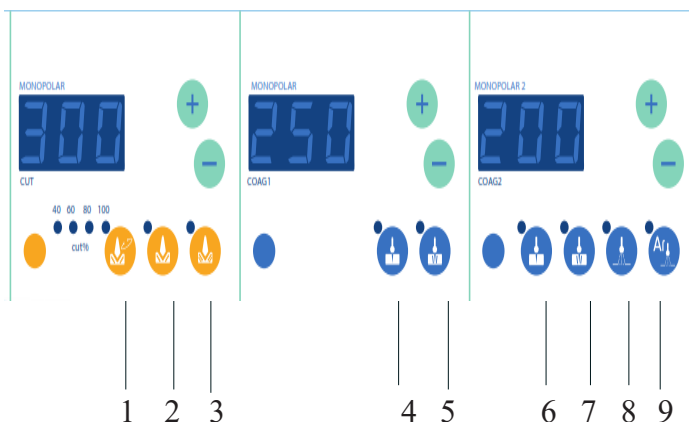 MONOPOLAR
300
+
−
CUT
40 60 80 100
cut%
MONOPOLAR
250
+
−
COAG1
MONOPOLAR 2
200
+
−
COAG2
Ar
1 2 3 4 5 6 7 8 9